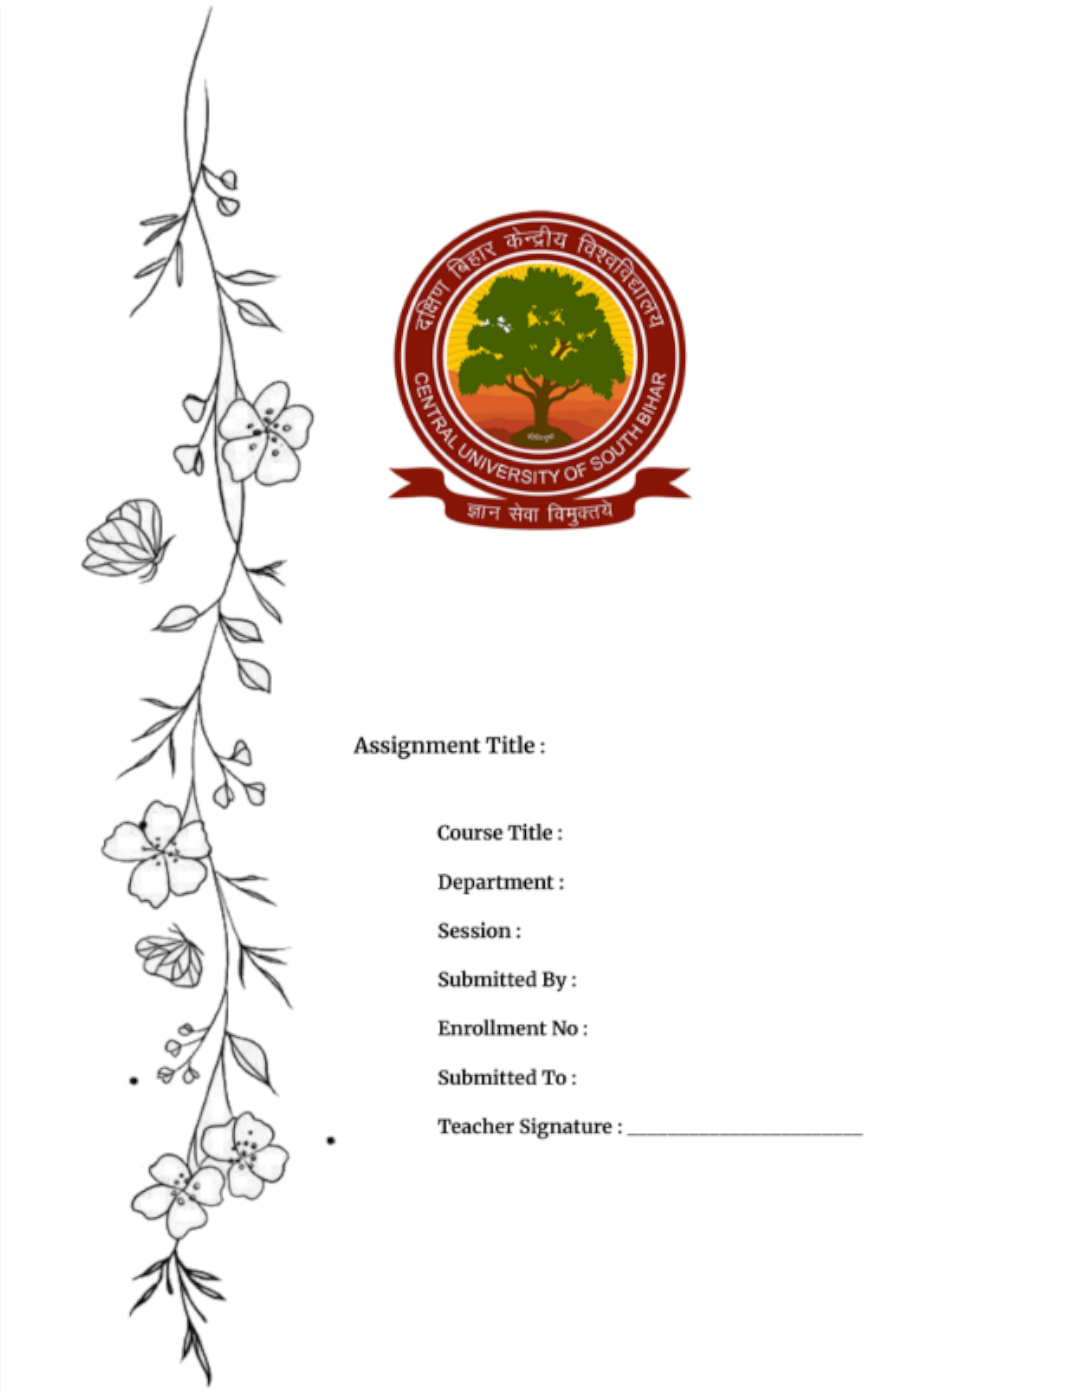 दक्षिण बिहार केन्द्रीय विश्वविद्यालय
CENTRAL UNIVERSITY OF SOUTH BIHAR
ज्ञान सेवा विमुक्तये
Assignment Title :
Course Title :
Department :
Session :
Submitted By :
Enrollment No :
Submitted To :
Teacher Signature : _______________________